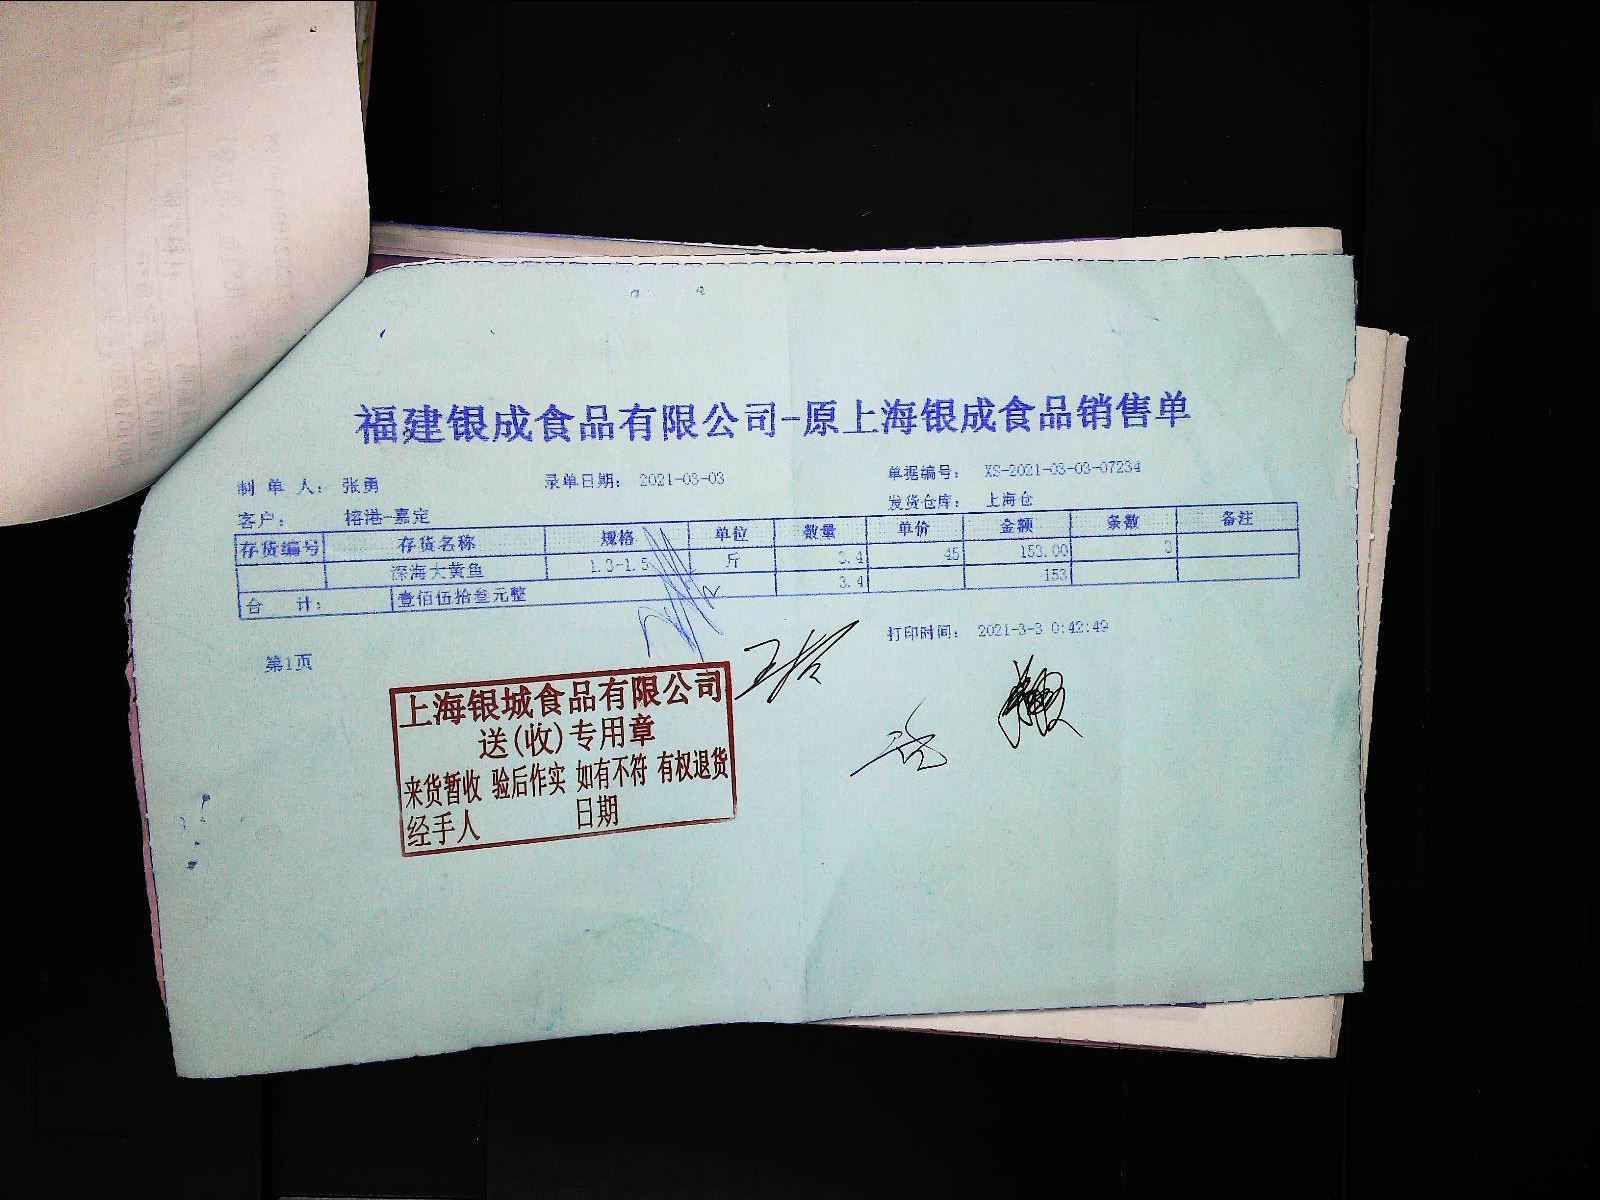 福建银成食品有限公司-原上海银成食品销售单
制 单 人： 张勇 录单日期： 2021-03-03 单据编号： XS-2021-03-03-07234
客户： 榕港-嘉定 发货仓库： 上海仓
存货编号 存货名称 规格 单位 数量 单价 金额 条数 备注
深海大黄鱼 1.3-1.5 斤 3.4 45 153.00 3
合 计： 壹佰伍拾叁元整 3.4 153
第1页 打印时间： 2021-3-3 0:42:49
上海银城食品有限公司
送(收)专用章
来货暂收 验后作实 如有不符 有权退货
经手人 日期